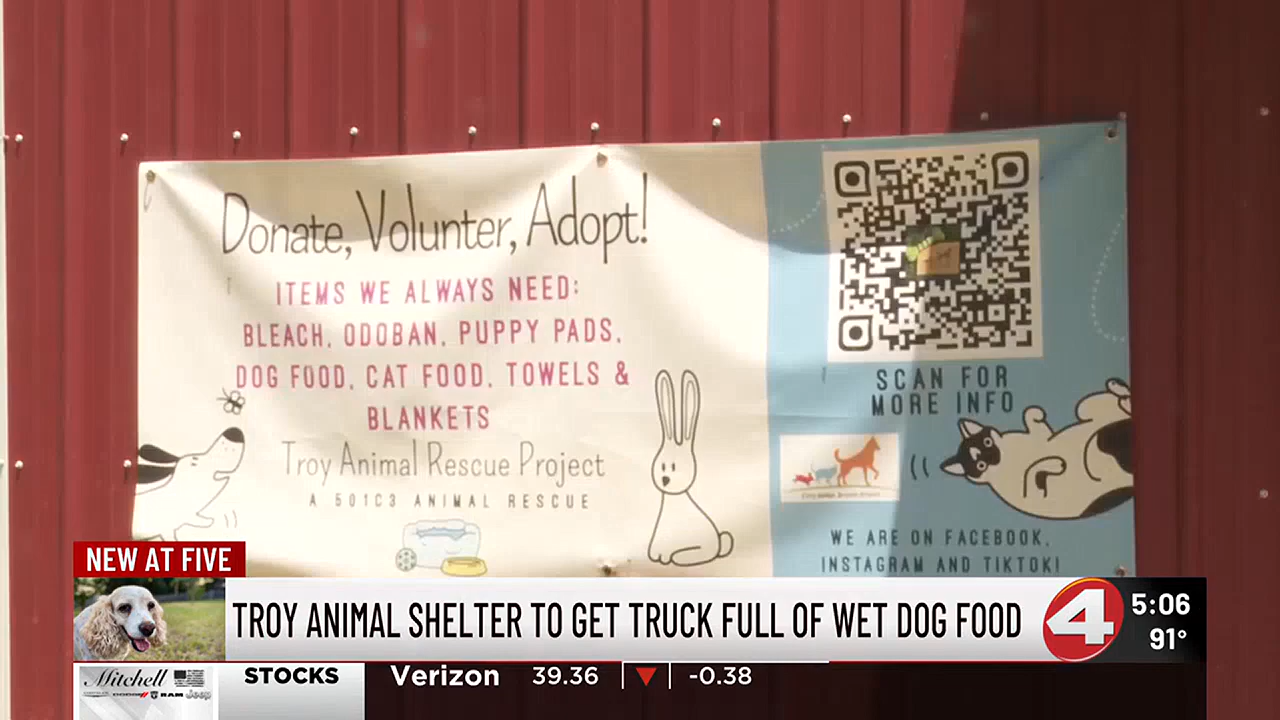 Donate, Volunter, Adopt!
ITEMS WE ALWAYS NEED:
BLEACH, ODOBAN, PUPPY PADS,
DOG FOOD, CAT FOOD, TOWELS &
BLANKETS
Troy Animal Rescue Project
A 501C3 ANIMAL RESCUE
SCAN FOR
MORE INFO
WE ARE ON FACEBOOK,
INSTAGRAM AND TIKTOK!
NEW AT FIVE
TROY ANIMAL SHELTER TO GET TRUCK FULL OF WET DOG FOOD
4
5:06
91°
Mitchell
DODGE RAM Jeep
STOCKS
Verizon 39.36 -0.38